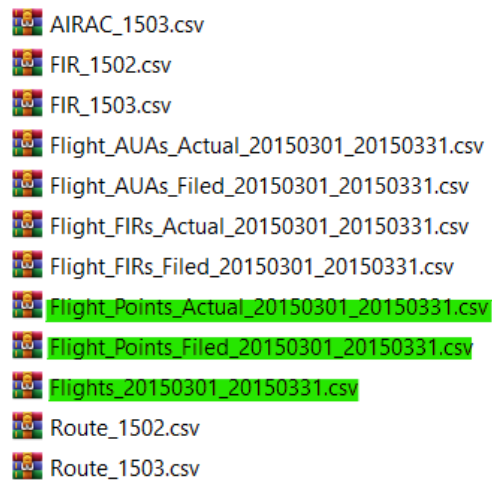 AIRAC_1503.csv
FIR_1502.csv
FIR_1503.csv
Flight_AUAs_Actual_20150301_20150331.csv
Flight_AUAs_Filed_20150301_20150331.csv
Flight_FIRs_Actual_20150301_20150331.csv
Flight_FIRs_Filed_20150301_20150331.csv
Flight_Points_Actual_20150301_20150331.csv
Flight_Points_Filed_20150301_20150331.csv
Flights_20150301_20150331.csv
Route_1502.csv
Route_1503.csv